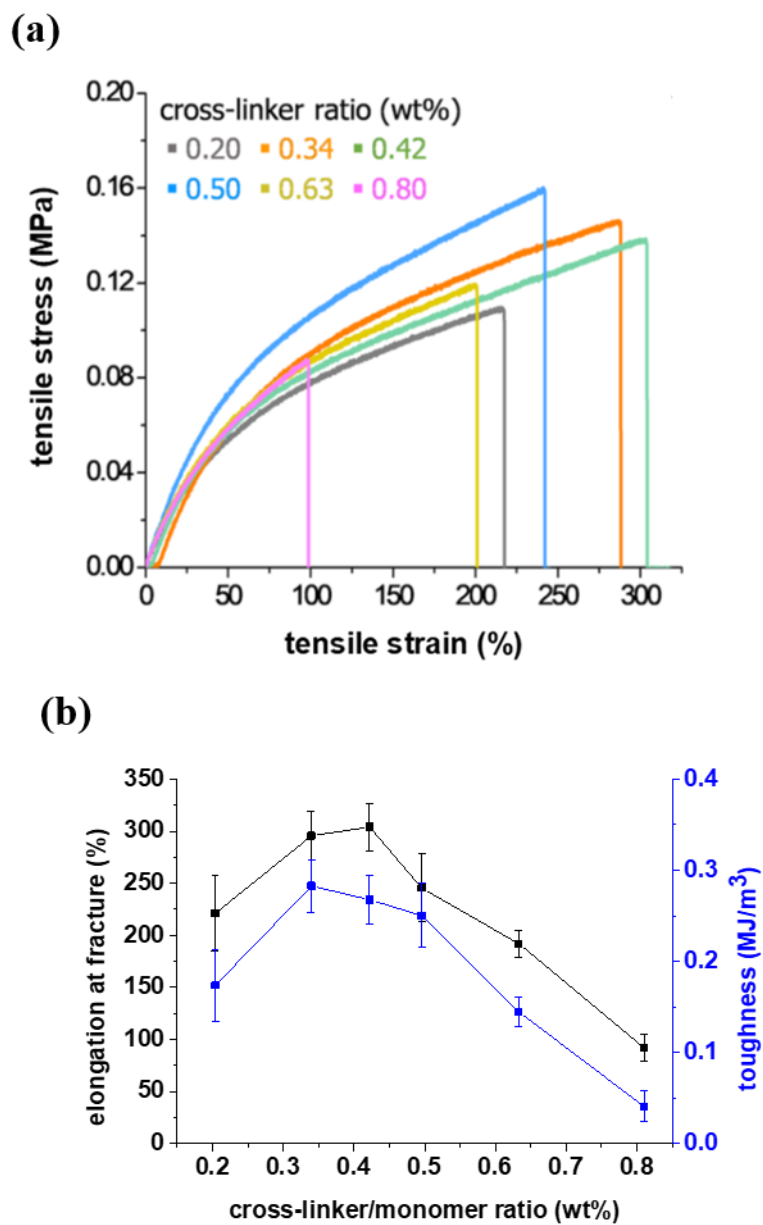 (a)
0.20
cross-linker ratio (wt%)
0.20 0.34 0.42
0.50 0.63 0.80
0.16
0.12
0.08
0.04
0.00
tensile stress (MPa)
0 50 100 150 200 250 300
tensile strain (%)
(b)
350 0.4
300
250 0.3
200 0.2
150
100 0.1
50
0 0.0
elongation at fracture (%)
toughness (MJ/m³)
0.2 0.3 0.4 0.5 0.6 0.7 0.8
cross-linker/monomer ratio (wt%)